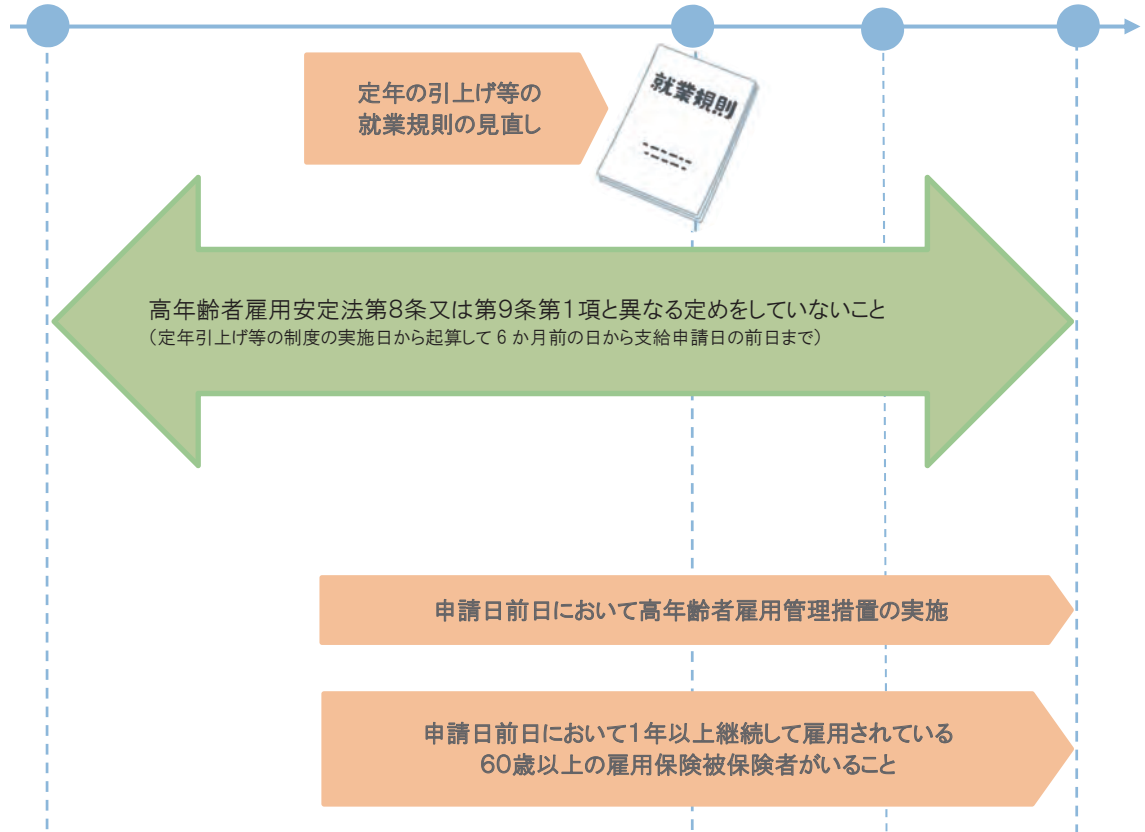 定年の引上げ等の
就業規則の見直し
就業規則
高年齢者雇用安定法第8条又は第9条第1項と異なる定めをしていないこと
（定年引上げ等の制度の実施日から起算して6か月前の日から支給申請日の前日まで）
申請日前日において高年齢者雇用管理措置の実施
申請日前日において1年以上継続して雇用されている
60歳以上の雇用保険被保険者がいること